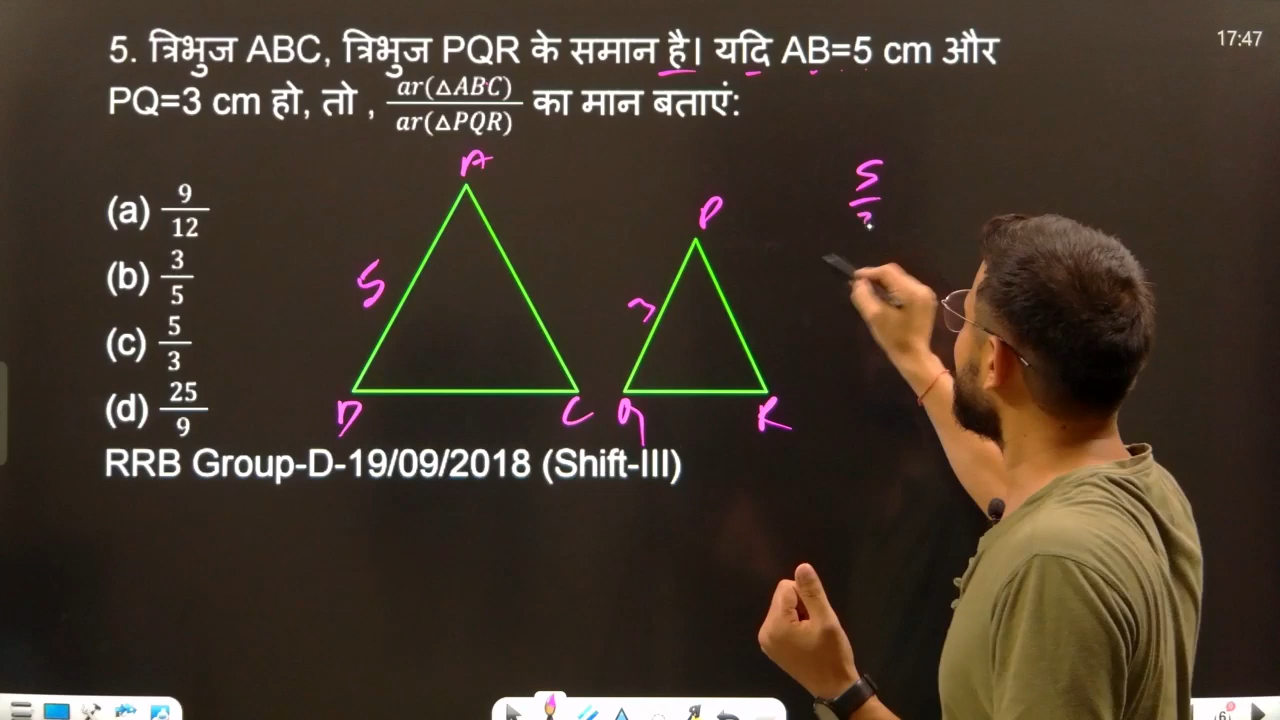 17:47
5. त्रिभुज ABC, त्रिभुज PQR के समान है। यदि AB=5 cm और
PQ=3 cm हो, तो , ar(△ABC)/ar(△PQR) का मान बताएं:
(a) 9/12
(b) 3/5
(c) 5/3
(d) 25/9
RRB Group-D-19/09/2018 (Shift-III)
A
5
D
C
P
3
Q
R
5